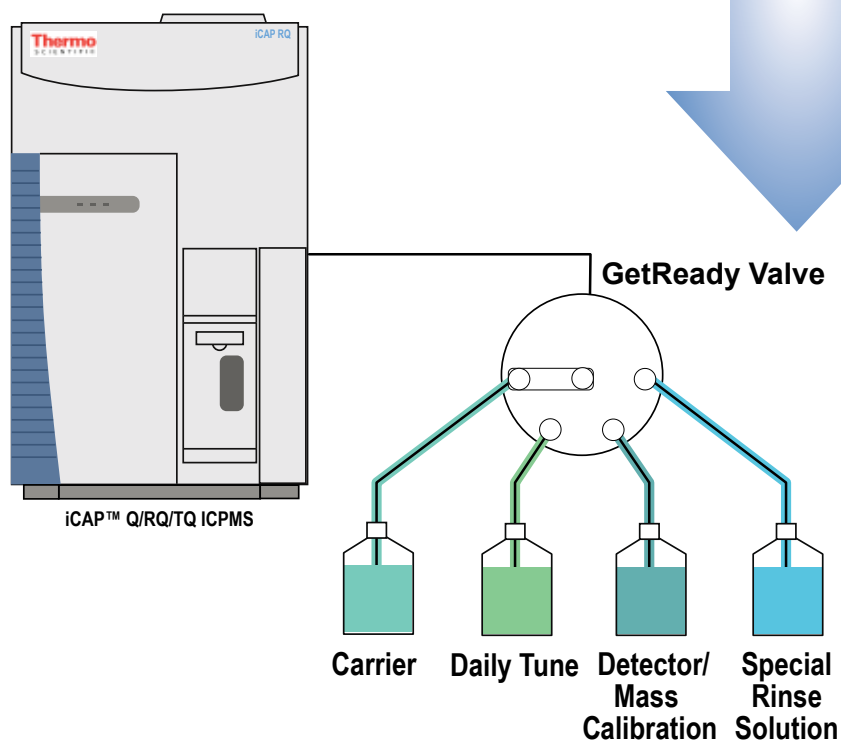 Thermo
SCIENTIFIC
iCAP RQ
GetReady Valve
iCAP™ Q/RQ/TQ ICPMS
Carrier
Daily Tune
Detector/
Mass
Calibration
Special
Rinse
Solution